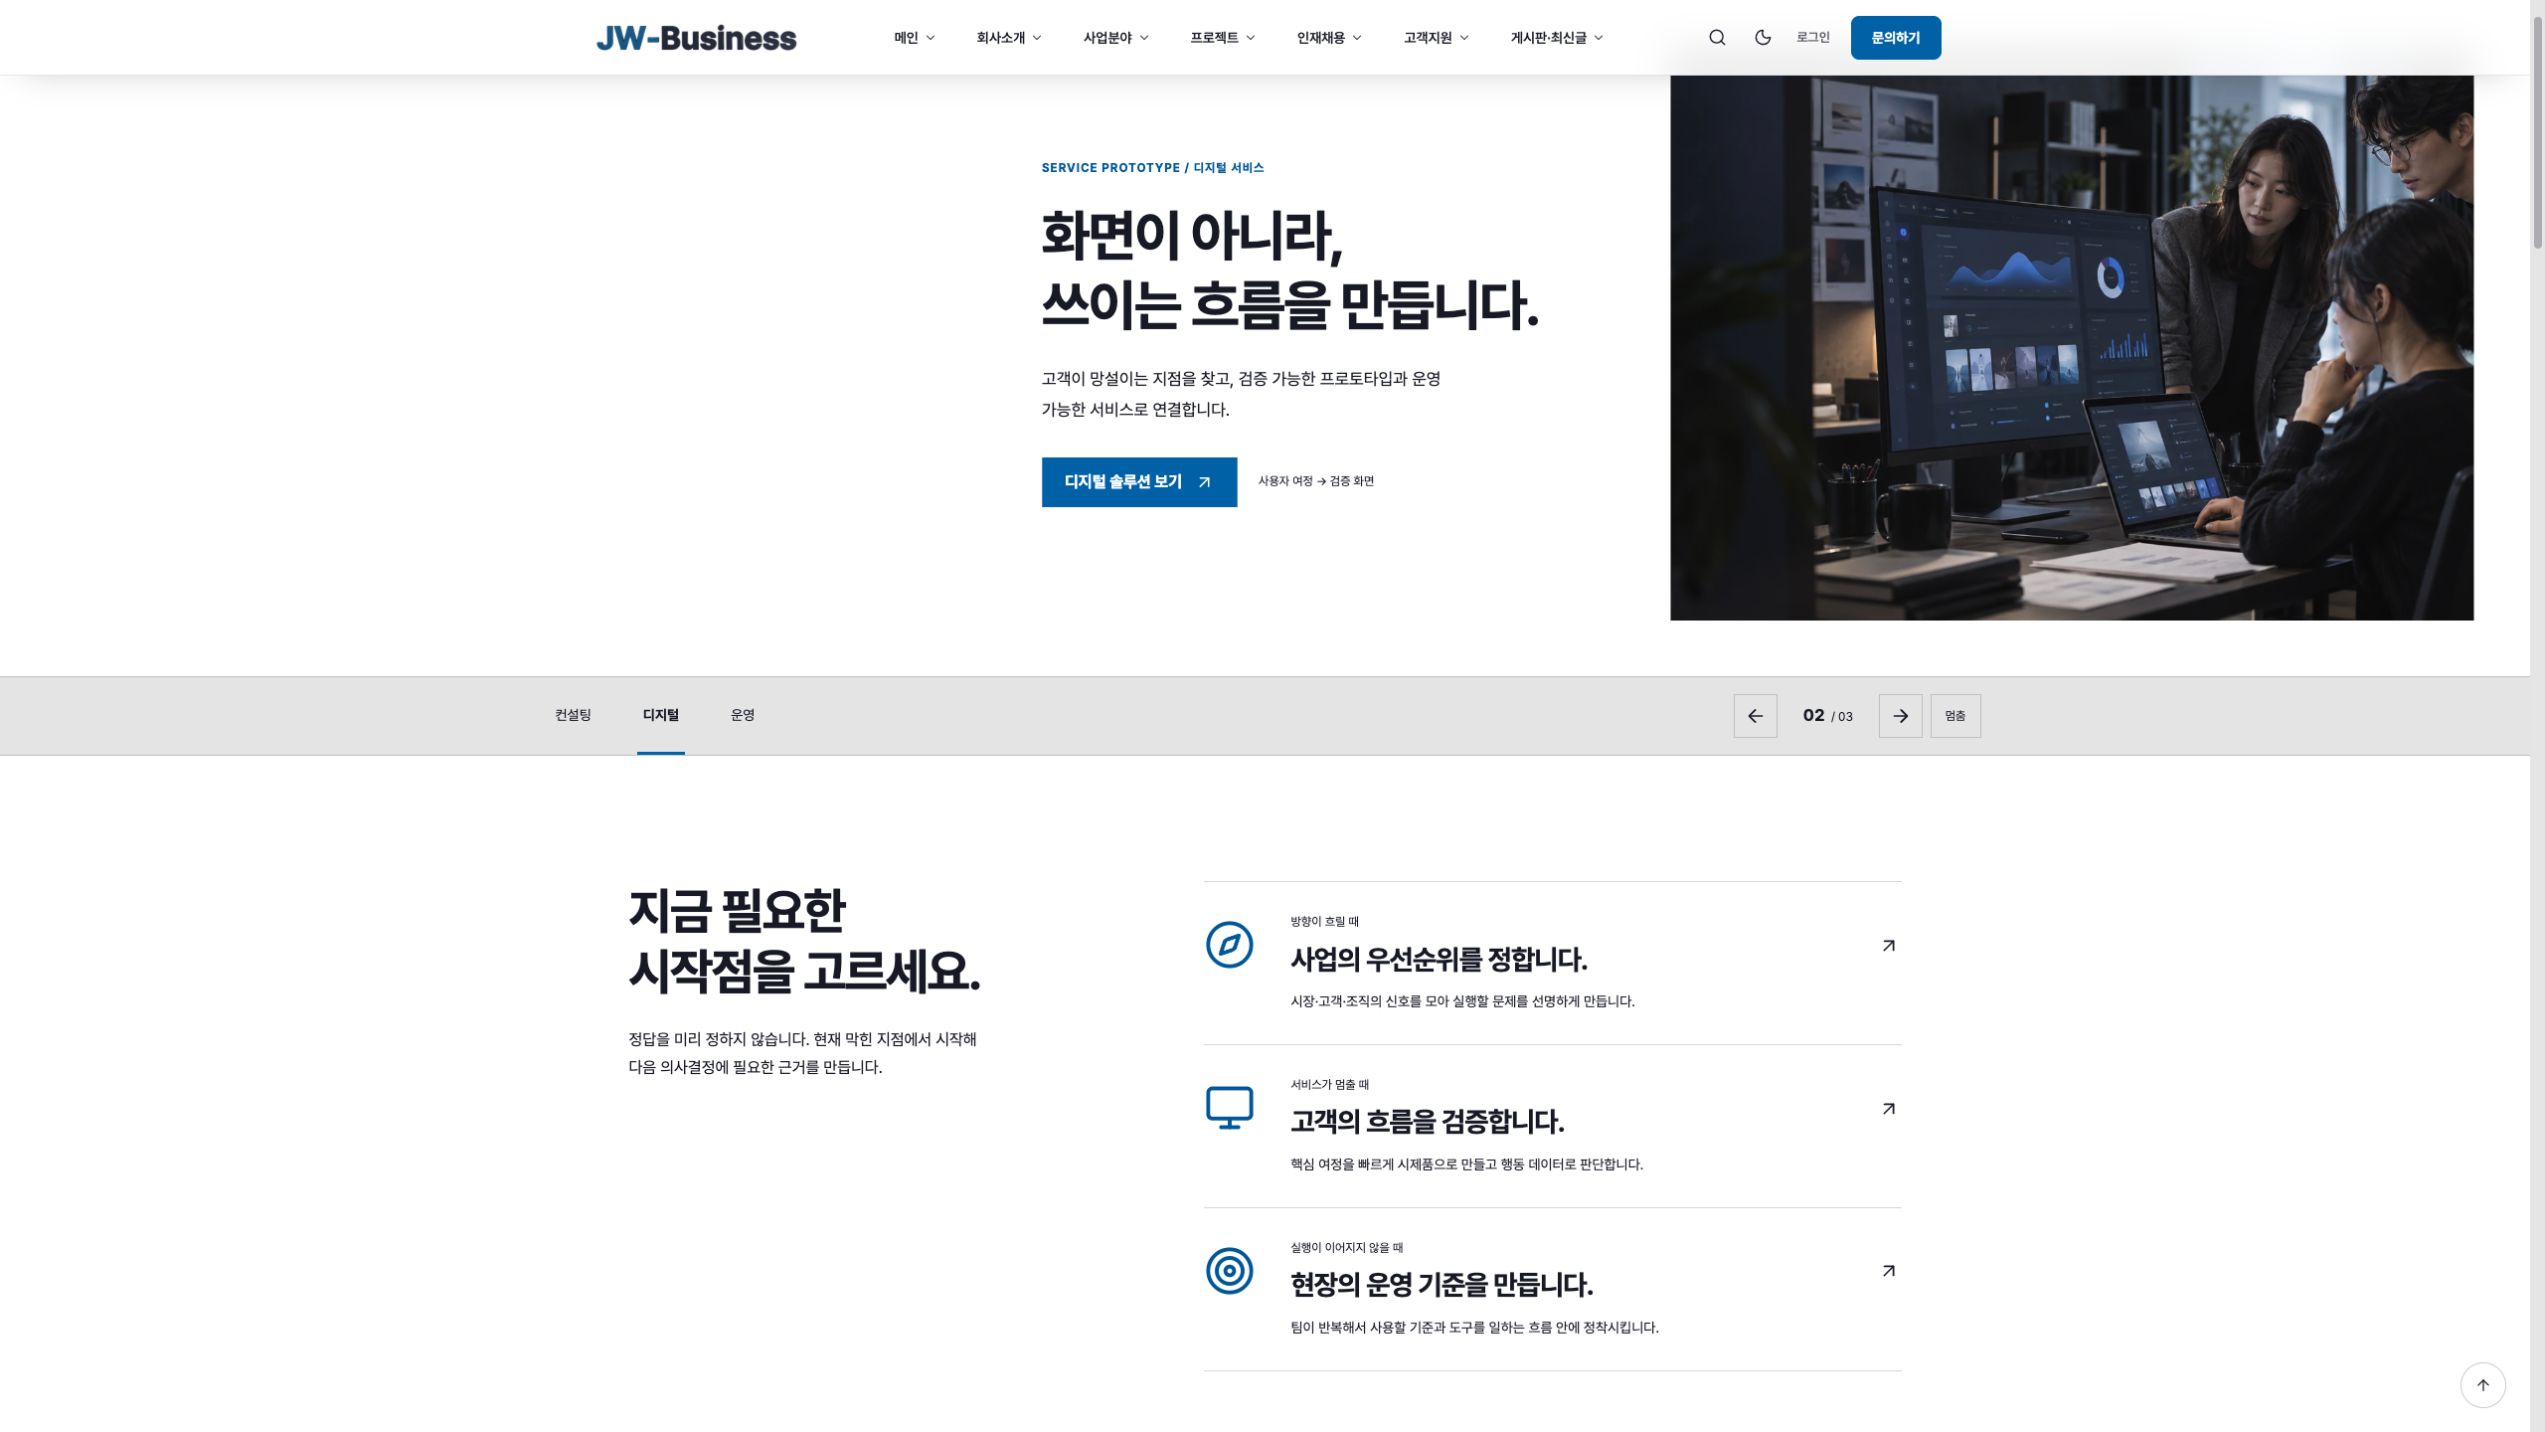 JW-Business
메인
회사소개
사업분야
프로젝트
인재채용
고객지원
게시판·최신글
로그인
문의하기
SERVICE PROTOTYPE / 디지털 서비스
화면이 아니라,
쓰이는 흐름을 만듭니다.
고객이 망설이는 지점을 찾고, 검증 가능한 프로토타입과 운영
가능한 서비스로 연결합니다.
디지털 솔루션 보기
사용자 여정 → 검증 화면
컨설팅
디지털
운영
02 / 03
멈춤
지금 필요한
시작점을 고르세요.
정답을 미리 정하지 않습니다. 현재 막힌 지점에서 시작해
다음 의사결정에 필요한 근거를 만듭니다.
방향이 흐릴 때
사업의 우선순위를 정합니다.
시장·고객·조직의 신호를 모아 실행할 문제를 선명하게 만듭니다.
서비스가 멈출 때
고객의 흐름을 검증합니다.
핵심 여정을 빠르게 시제품으로 만들고 행동 데이터로 판단합니다.
실행이 이어지지 않을 때
현장의 운영 기준을 만듭니다.
팀이 반복해서 사용할 기준과 도구를 일하는 흐름 안에 정착시킵니다.